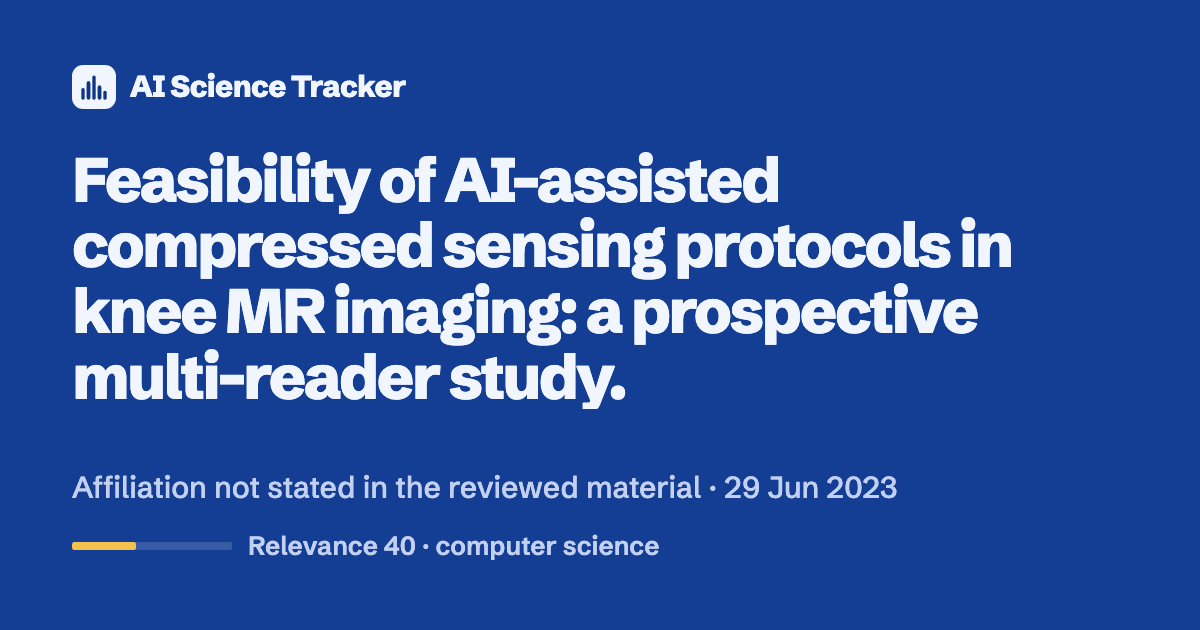 AI Science Tracker
Feasibility of AI-assisted
compressed sensing protocols in
knee MR imaging: a prospective
multi-reader study.
Affiliation not stated in the reviewed material · 29 Jun 2023
Relevance 40 · computer science